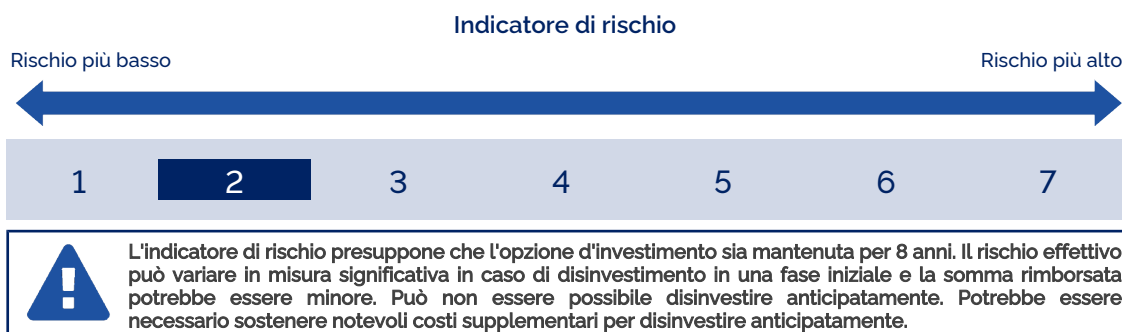 Indicatore di rischio
Rischio più basso
Rischio più alto
1 2 3 4 5 6 7
L'indicatore di rischio presuppone che l'opzione d'investimento sia mantenuta per 8 anni. Il rischio effettivo
può variare in misura significativa in caso di disinvestimento in una fase iniziale e la somma rimborsata
potrebbe essere minore. Può non essere possibile disinvestire anticipatamente. Potrebbe essere
necessario sostenere notevoli costi supplementari per disinvestire anticipatamente.